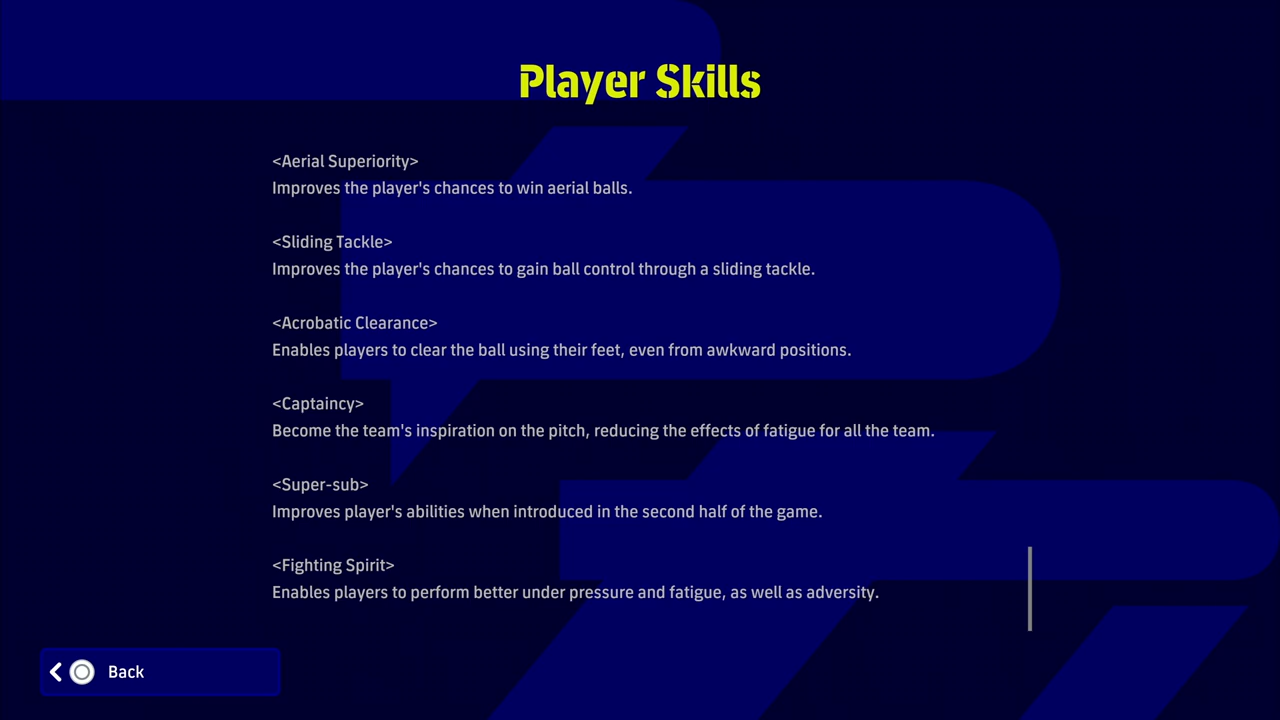 Player Skills
<Aerial Superiority>
Improves the player's chances to win aerial balls.
<Sliding Tackle>
Improves the player's chances to gain ball control through a sliding tackle.
<Acrobatic Clearance>
Enables players to clear the ball using their feet, even from awkward positions.
<Captaincy>
Become the team's inspiration on the pitch, reducing the effects of fatigue for all the team.
<Super-sub>
Improves player's abilities when introduced in the second half of the game.
<Fighting Spirit>
Enables players to perform better under pressure and fatigue, as well as adversity.
Back